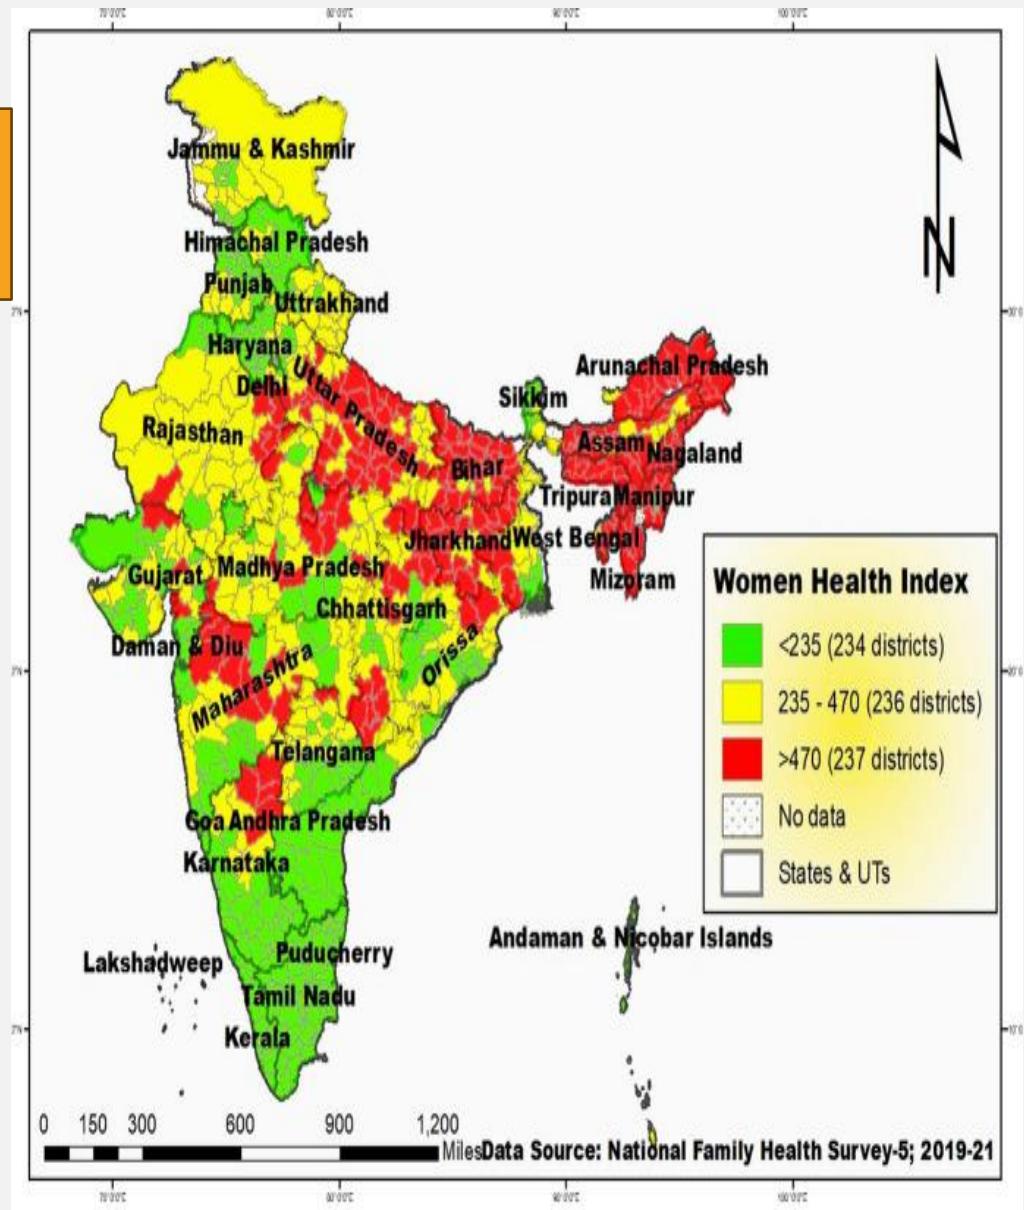 Jammu & Kashmir
Himachal Pradesh
Punjab
Uttrakhand
Haryana
Delhi
Uttar Pradesh
Rajasthan
Arunachal Pradesh
Sikkim
Assam
Nagaland
Bihar
Tripura
Manipur
Jharkhand
West Bengal
Mizoram
Gujarat
Madhya Pradesh
Chhattisgarh
Daman & Diu
Orissa
Maharashtra
Telangana
Goa
Andhra Pradesh
Karnataka
Puducherry
Lakshadweep
Tamil Nadu
Kerala
Andaman & Nicobar Islands
N
Women Health Index
<235 (234 districts)
235 - 470 (236 districts)
>470 (237 districts)
No data
States & UTs
0 150 300 600 900 1,200
Miles
Data Source: National Family Health Survey-5; 2019-21